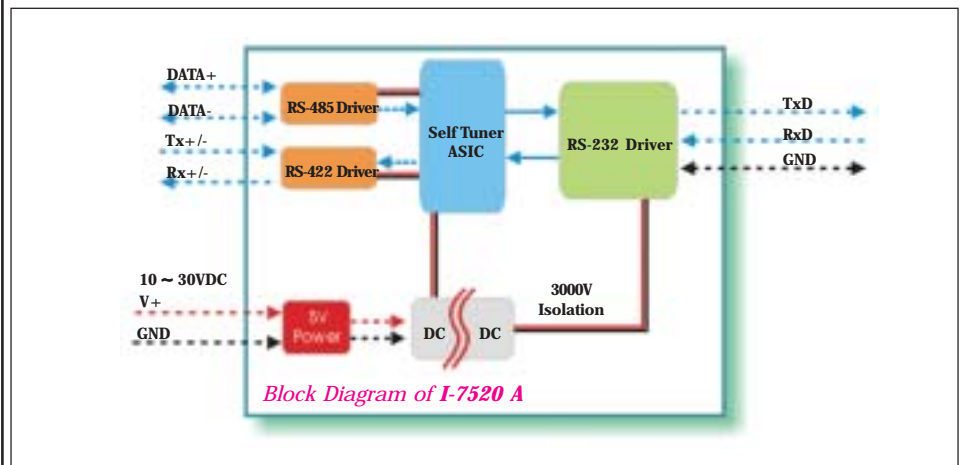 DATA+
DATA-
Tx+/-
Rx+/-
RS-485 Driver
RS-422 Driver
Self Tuner
ASIC
RS-232 Driver
TxD
RxD
GND
10 ~ 30VDC
V+
GND
5V
Power
DC
DC
3000V
Isolation
Block Diagram of I-7520 A